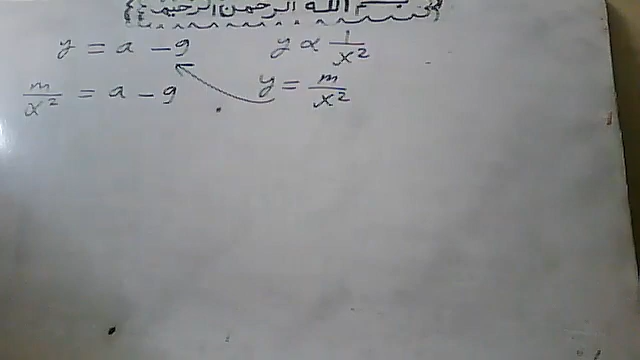 بسم الله الرحمن الرحيم
y = a - 9 y ∝ 1/x²
m/x² = a - 9 y = m/x²